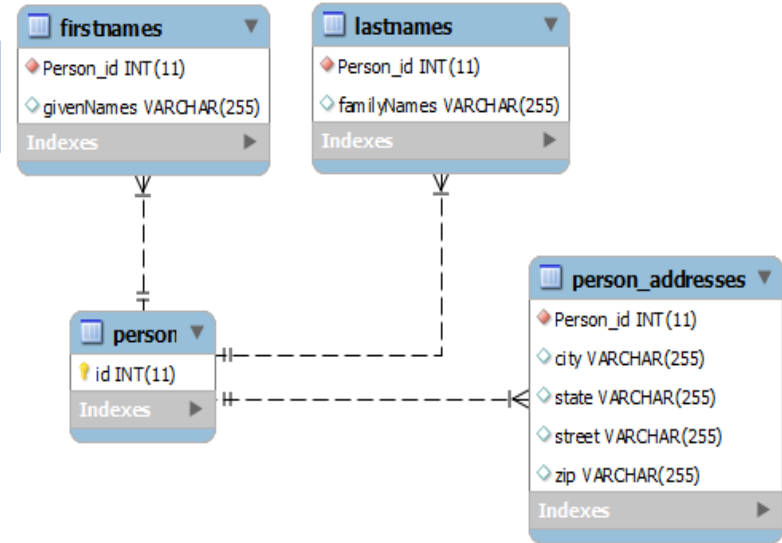 firstnames
Person_id INT(11)
givenNames VARCHAR(255)
Indexes
lastnames
Person_id INT(11)
familyNames VARCHAR(255)
Indexes
person
id INT(11)
Indexes
person_addresses
Person_id INT(11)
city VARCHAR(255)
state VARCHAR(255)
street VARCHAR(255)
zip VARCHAR(255)
Indexes